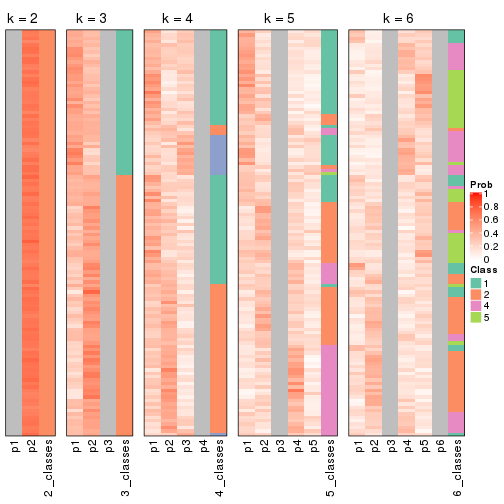 k = 2
k = 3
k = 4
k = 5
k = 6
Prob
1
0.8
0.6
0.4
0.2
0
Class
1
2
4
5
p1
p2
2_classes
p1
p2
p3
3_classes
p1
p2
p3
p4
4_classes
p1
p2
p3
p4
p5
5_classes
p1
p2
p3
p4
p5
p6
6_classes